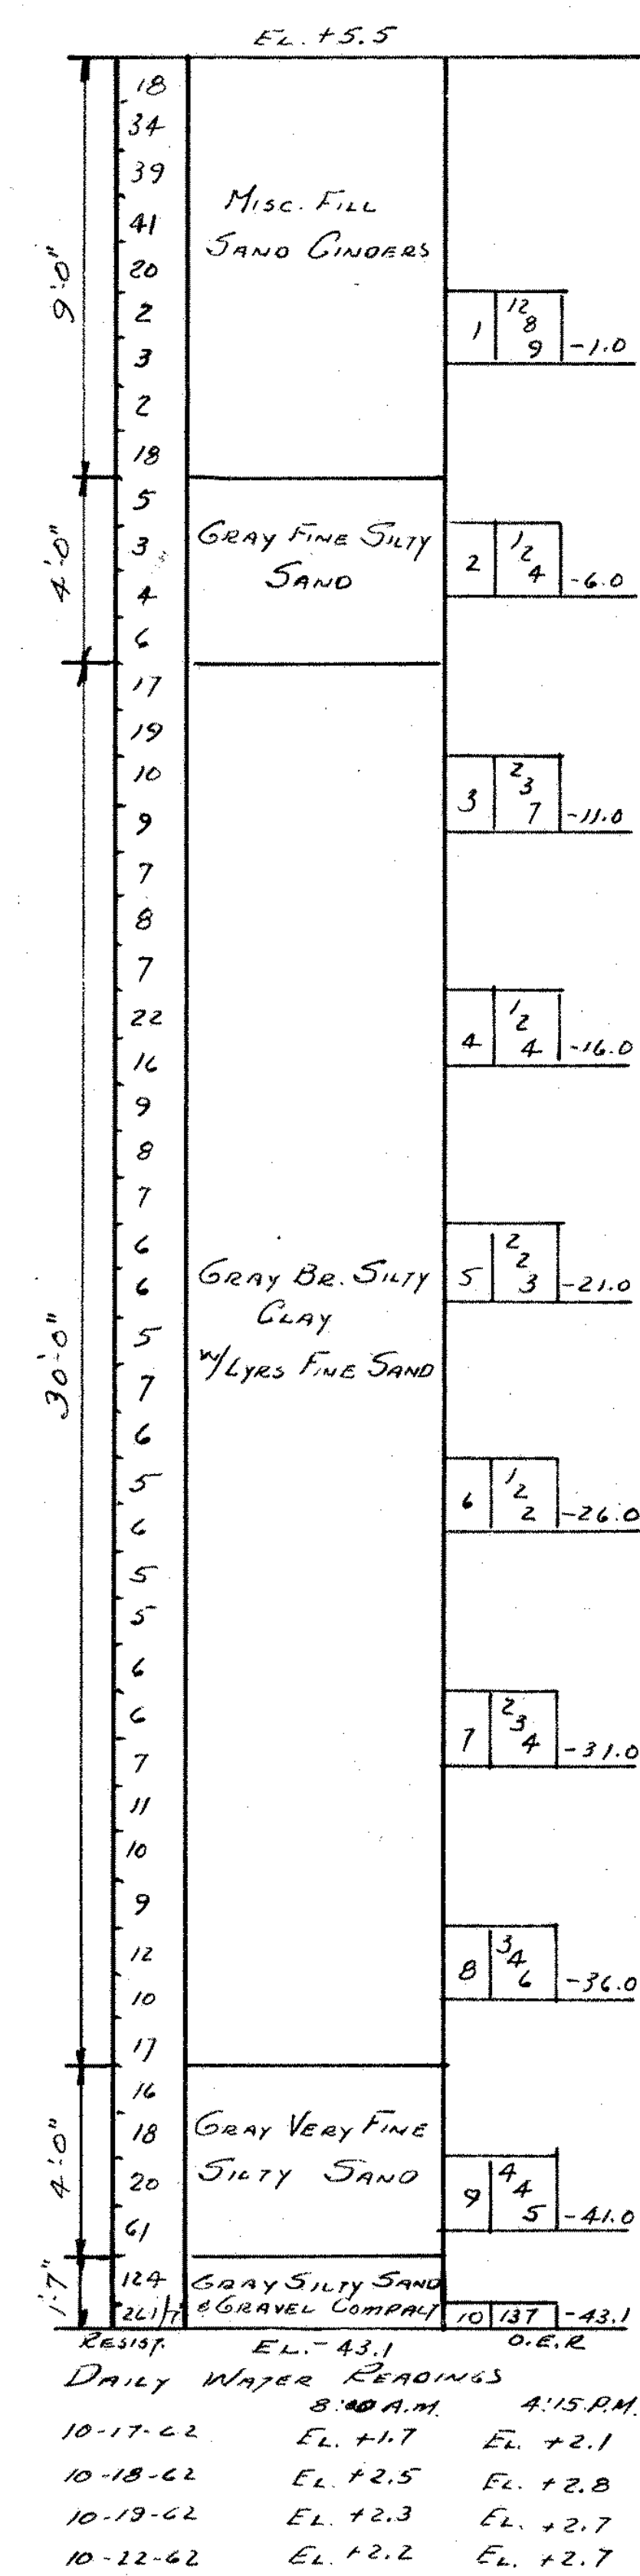 EL. +5.5
18
34
39
41
20
2
3
2
18
9'-0"
MISC. FILL
SAND CINDERS
1 12 8 9 -1.0
5
3
4
6
4'-0"
GRAY FINE SILTY
SAND
2 1 2 4 -6.0
17
19
10
9
7
8
7
22
16
9
8
7
6
6
5
7
6
5
6
5
5
6
6
7
11
10
9
12
10
17
30'-0"
GRAY BR. SILTY
CLAY
W/LYRS FINE SAND
3 2 3 7 -11.0
4 1 2 4 -16.0
5 2 2 3 -21.0
6 1 2 2 -26.0
7 2 3 4 -31.0
8 3 4 6 -36.0
16
18
20
61
4'-0"
GRAY VERY FINE
SILTY SAND
9 4 4 5 -41.0
124
261/7"
1'-7"
GRAY SILTY SAND
& GRAVEL COMPACT
10 137 -43.1
RESIST. EL. -43.1 O.E.R
DAILY WATER READINGS
8:00 A.M. 4:15 P.M.
10-17-62 EL. +1.7 EL. +2.1
10-18-62 EL. +2.5 EL. +2.8
10-19-62 EL. +2.3 EL. +2.7
10-22-62 EL. +2.2 EL. +2.7